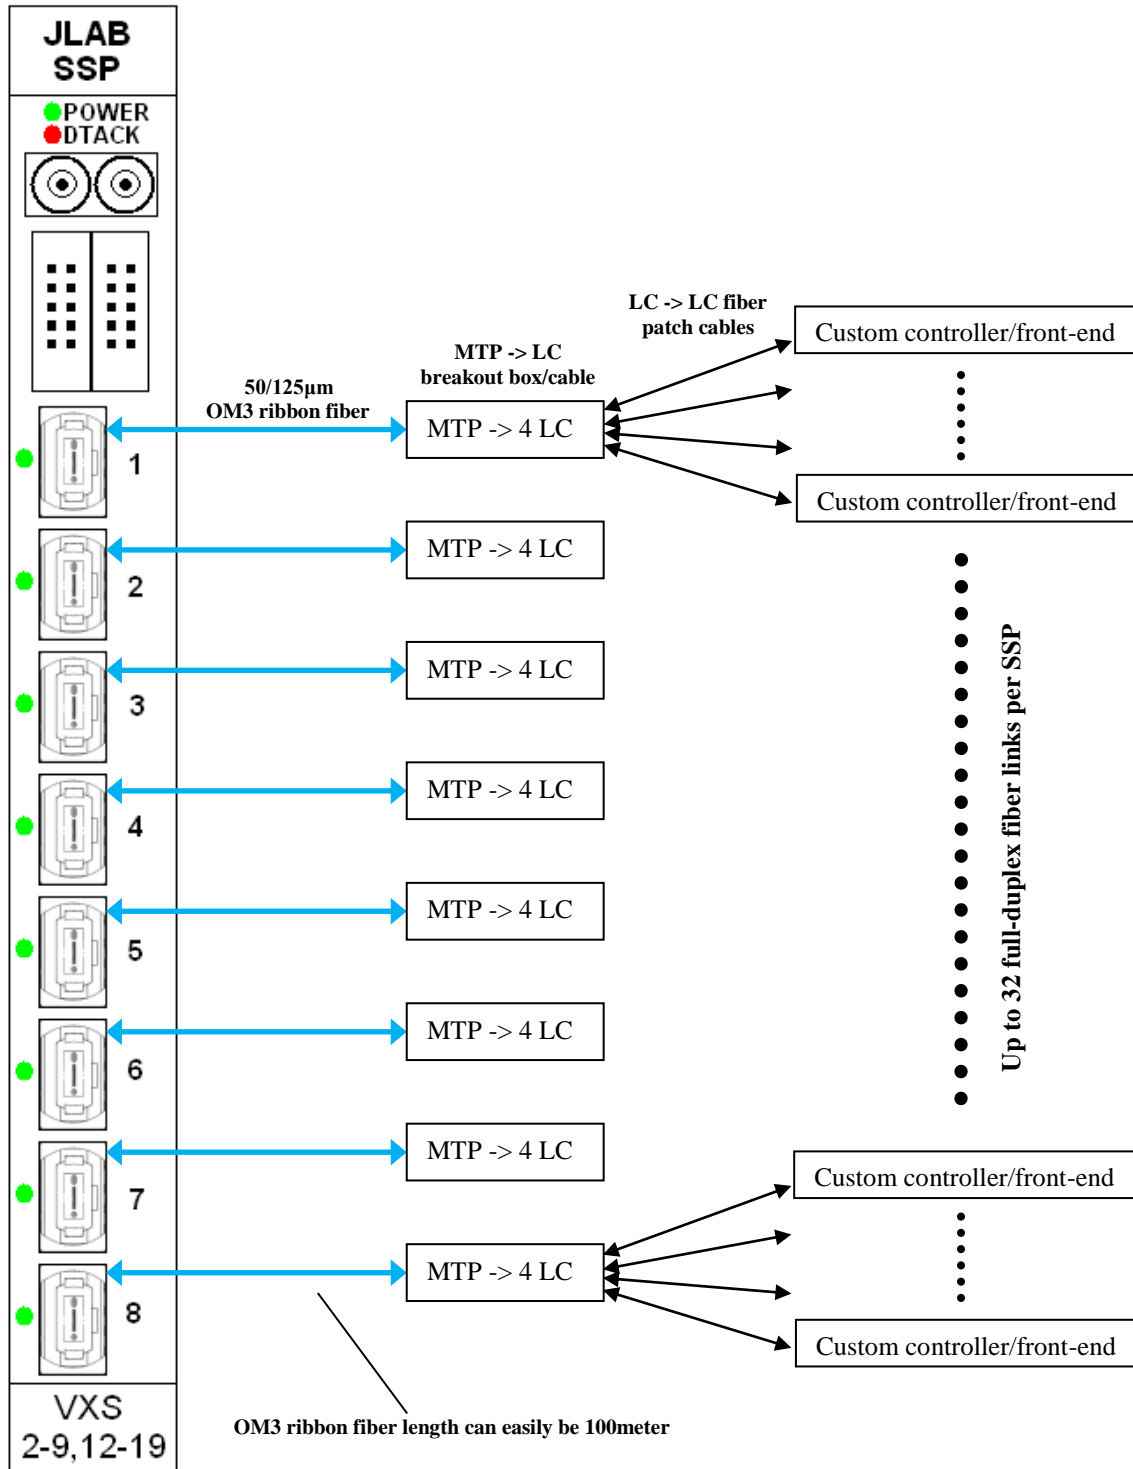 JLAB
SSP
POWER
DTACK
LC -> LC fiber
patch cables
Custom controller/front-end
MTP -> LC
breakout box/cable
50/125µm
OM3 ribbon fiber
MTP -> 4 LC
1
Custom controller/front-end
MTP -> 4 LC
2
MTP -> 4 LC
3
Up to 32 full-duplex fiber links per SSP
MTP -> 4 LC
4
MTP -> 4 LC
5
MTP -> 4 LC
6
MTP -> 4 LC
7
Custom controller/front-end
MTP -> 4 LC
8
Custom controller/front-end
VXS
2-9,12-19
OM3 ribbon fiber length can easily be 100meter